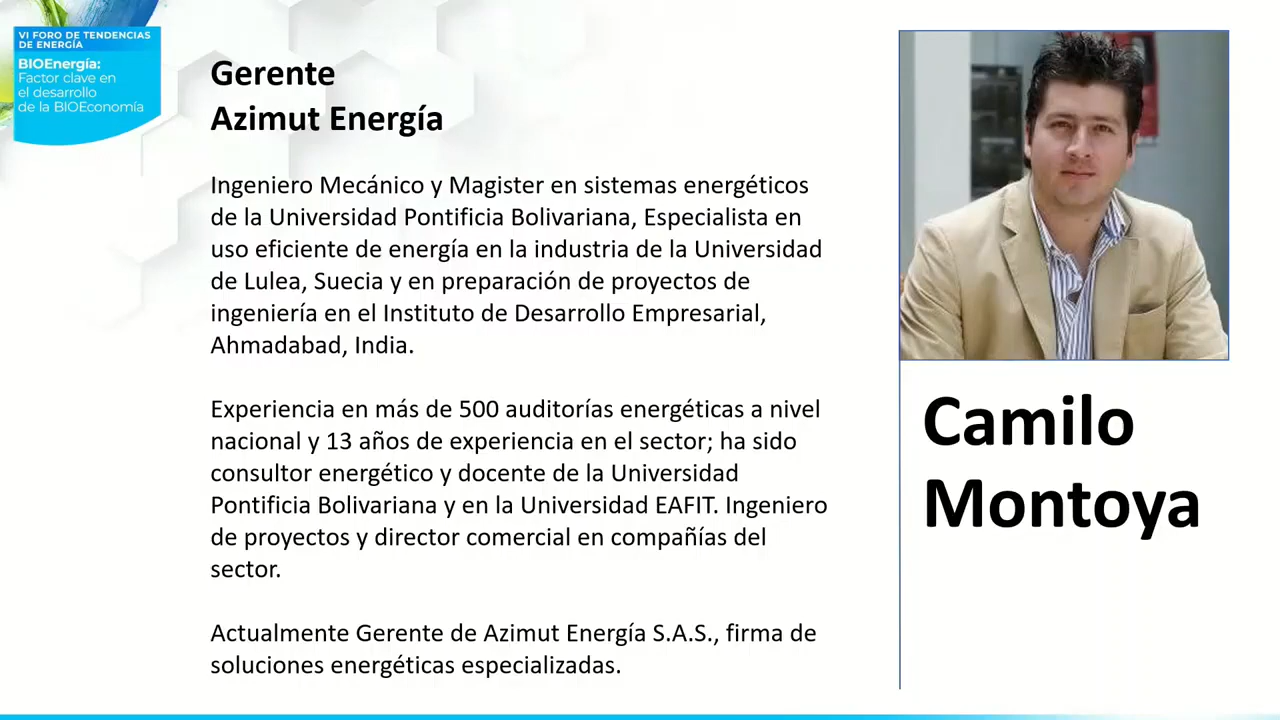 VI FORO DE TENDENCIAS
DE ENERGÍA
BIOEnergía:
Factor clave en
el desarrollo
de la BIOEconomía
Gerente
Azimut Energía
Ingeniero Mecánico y Magister en sistemas energéticos
de la Universidad Pontificia Bolivariana, Especialista en
uso eficiente de energía en la industria de la Universidad
de Lulea, Suecia y en preparación de proyectos de
ingeniería en el Instituto de Desarrollo Empresarial,
Ahmadabad, India.
Experiencia en más de 500 auditorías energéticas a nivel
nacional y 13 años de experiencia en el sector; ha sido
consultor energético y docente de la Universidad
Pontificia Bolivariana y en la Universidad EAFIT. Ingeniero
de proyectos y director comercial en compañías del
sector.
Actualmente Gerente de Azimut Energía S.A.S., firma de
soluciones energéticas especializadas.
Camilo
Montoya